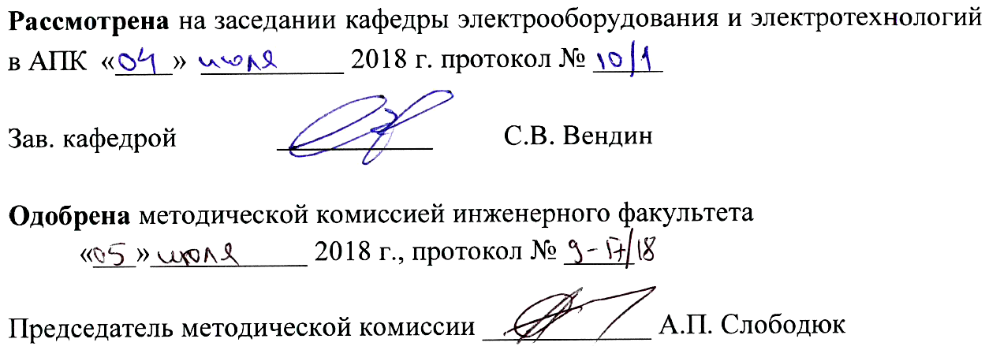 Рассмотрена на заседании кафедры электрооборудования и электротехнологий
в АПК «04» июля 2018 г. протокол № 10/1
Зав. кафедрой С.В. Вендин
Одобрена методической комиссией инженерного факультета
«05» июля 2018 г., протокол № 9-17/18
Председатель методической комиссии А.П. Слободюк